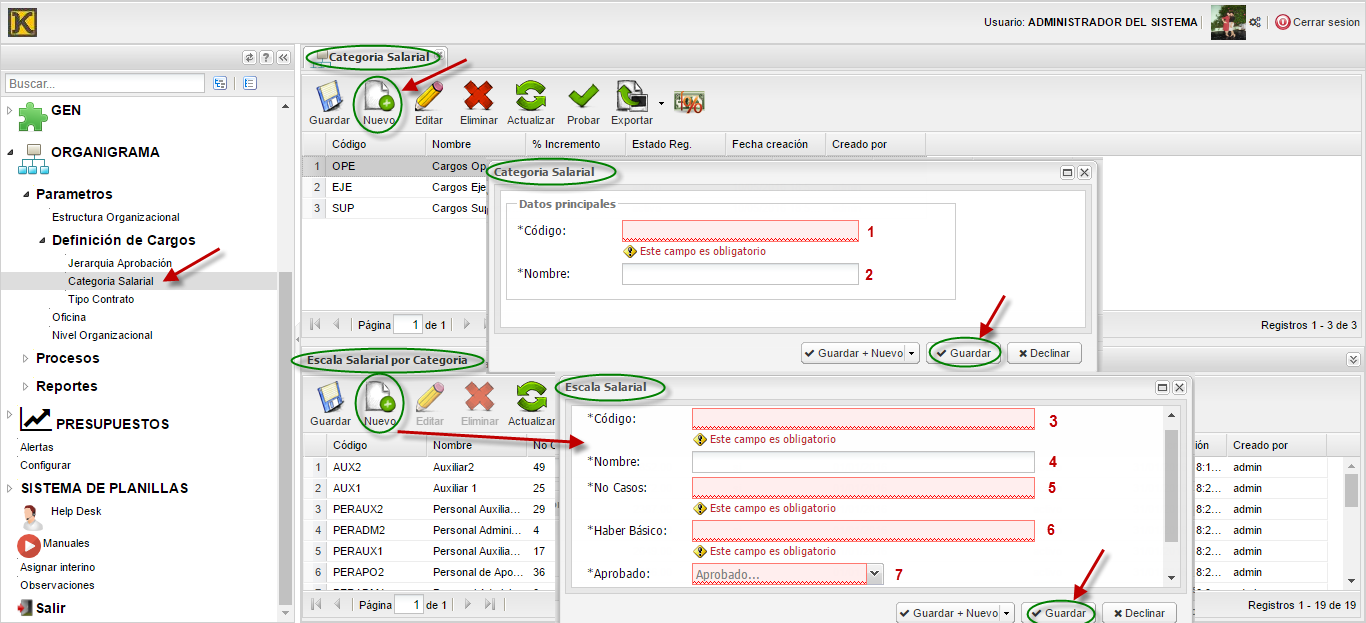 K
Usuario: ADMINISTRADOR DEL SISTEMA
Cerrar sesion
Buscar...
GEN
ORGANIGRAMA
Parametros
Estructura Organizacional
Definición de Cargos
Jerarquia Aprobación
Categoria Salarial
Tipo Contrato
Oficina
Nivel Organizacional
Procesos
Reportes
PRESUPUESTOS
Alertas
Configurar
SISTEMA DE PLANILLAS
Help Desk
Manuales
Asignar interino
Observaciones
Salir
Categoria Salarial
Guardar Nuevo Editar Eliminar Actualizar Probar Exportar
Código Nombre % Incremento Estado Reg. Fecha creación Creado por
1 OPE Cargos Op
2 EJE Cargos Eje
3 SUP Cargos Sup
Página 1 de 1
Registros 1 - 3 de 3
Categoria Salarial
Datos principales
*Código: 1
Este campo es obligatorio
*Nombre: 2
Guardar + Nuevo Guardar Declinar
Escala Salarial por Categoria
Guardar Nuevo Editar Eliminar Actualizar
Código Nombre No C ión Creado por
1 AUX2 Auxiliar2 49 8:1... admin
2 AUX1 Auxiliar 1 25 8:2... admin
3 PERAUX2 Personal Auxilia... 29 8:2... admin
4 PERADM2 Personal Admini... 4 8:2... admin
5 PERAUX1 Personal Auxilia... 17 8:2... admin
6 PERAPO2 Personal de Apo... 36 8:2... admin
Página 1 de 1
Registros 1 - 19 de 19
Escala Salarial
*Código: 3
Este campo es obligatorio
*Nombre: 4
*No Casos: 5
Este campo es obligatorio
*Haber Básico: 6
Este campo es obligatorio
*Aprobado: Aprobado... 7
Guardar + Nuevo Guardar Declinar